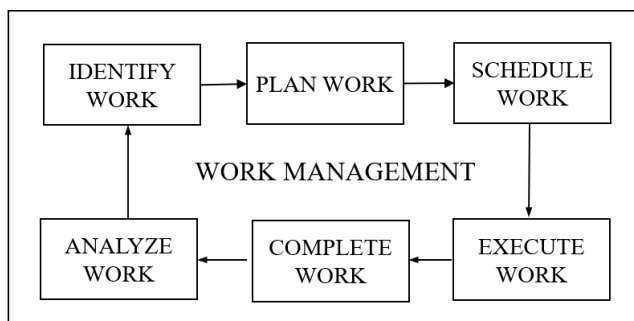 IDENTIFY
WORK
PLAN WORK
SCHEDULE
WORK
WORK MANAGEMENT
ANALYZE
WORK
COMPLETE
WORK
EXECUTE
WORK